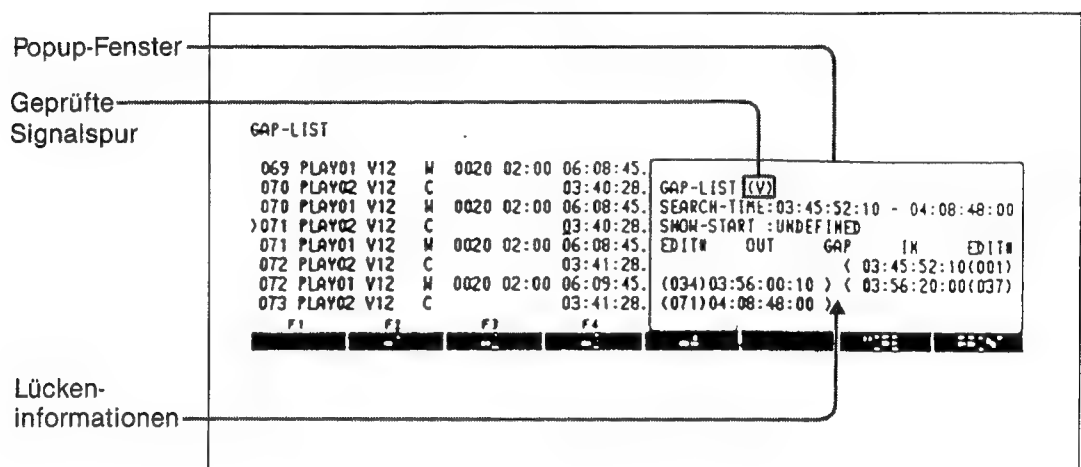 Popup-Fenster
Geprüfte
Signalspur
GAP-LIST
069 PLAY01 V12 W 0020 02:00 06:08:45.
070 PLAY02 V12 C 03:40:28.
070 PLAY01 V12 W 0020 02:00 06:08:45.
>071 PLAY02 V12 C 03:40:28.
071 PLAY01 V12 W 0020 02:00 06:08:45.
072 PLAY02 V12 C 03:41:28.
072 PLAY01 V12 W 0020 02:00 06:09:45.
073 PLAY02 V12 C 03:41:28.
GAP-LIST (V)
SEARCH-TIME:03:45:52:10 - 04:08:48:00
SHOW-START :UNDEFINED
EDIT# OUT GAP IN EDIT#
( 03:45:52:10(001)
(034)03:56:00:10 ) ( 03:56:20:00(037)
(071)04:08:48:00 )
F1 F2 F3 F4
Lücken-
informationen